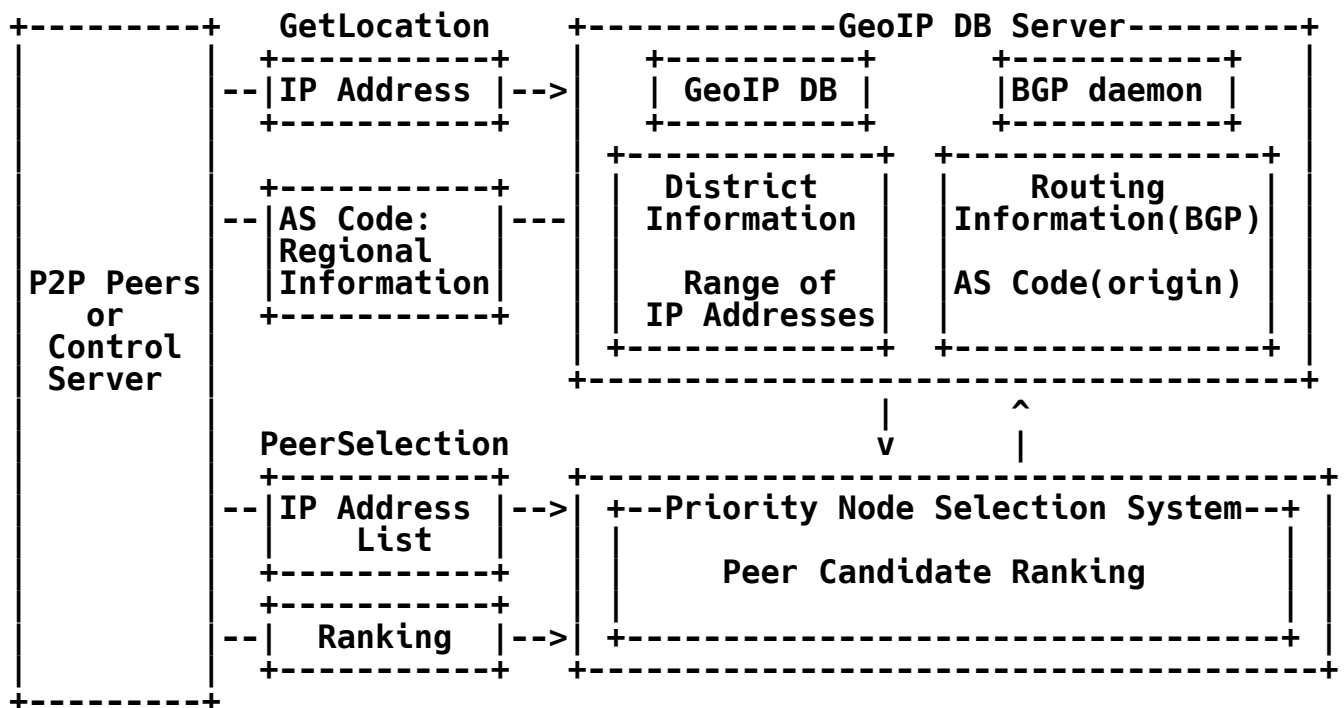 GetLocation
GeoIP DB Server
IP Address
GeoIP DB
BGP daemon
AS Code:
Regional
Information
District
Information
Range of
IP Addresses
Routing
Information(BGP)
AS Code(origin)
P2P Peers
or
Control
Server
PeerSelection
IP Address
List
Priority Node Selection System
Peer Candidate Ranking
Ranking